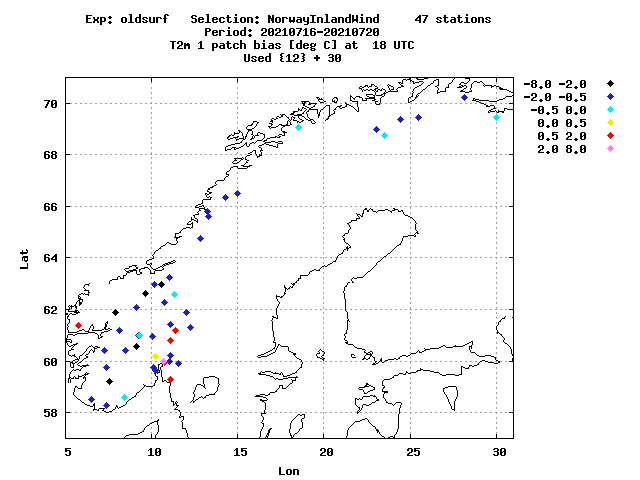 Exp: oldsurf   Selection: NorwayInlandWind     47 stations
Period: 20210716-20210720
T2m 1 patch bias [deg C] at  18 UTC
Used {12} + 30
-8.0 -2.0
-2.0 -0.5
-0.5 0.0
0.0 0.5
0.5 2.0
2.0 8.0
70
68
66
64
62
60
58
Lat
5 10 15 20 25 30
Lon